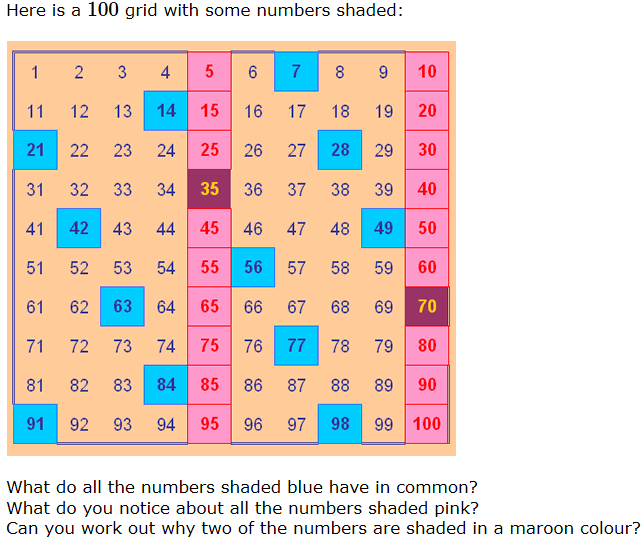 Here is a 100 grid with some numbers shaded:
1 2 3 4 5 6 7 8 9 10
11 12 13 14 15 16 17 18 19 20
21 22 23 24 25 26 27 28 29 30
31 32 33 34 35 36 37 38 39 40
41 42 43 44 45 46 47 48 49 50
51 52 53 54 55 56 57 58 59 60
61 62 63 64 65 66 67 68 69 70
71 72 73 74 75 76 77 78 79 80
81 82 83 84 85 86 87 88 89 90
91 92 93 94 95 96 97 98 99 100
What do all the numbers shaded blue have in common?
What do you notice about all the numbers shaded pink?
Can you work out why two of the numbers are shaded in a maroon colour?